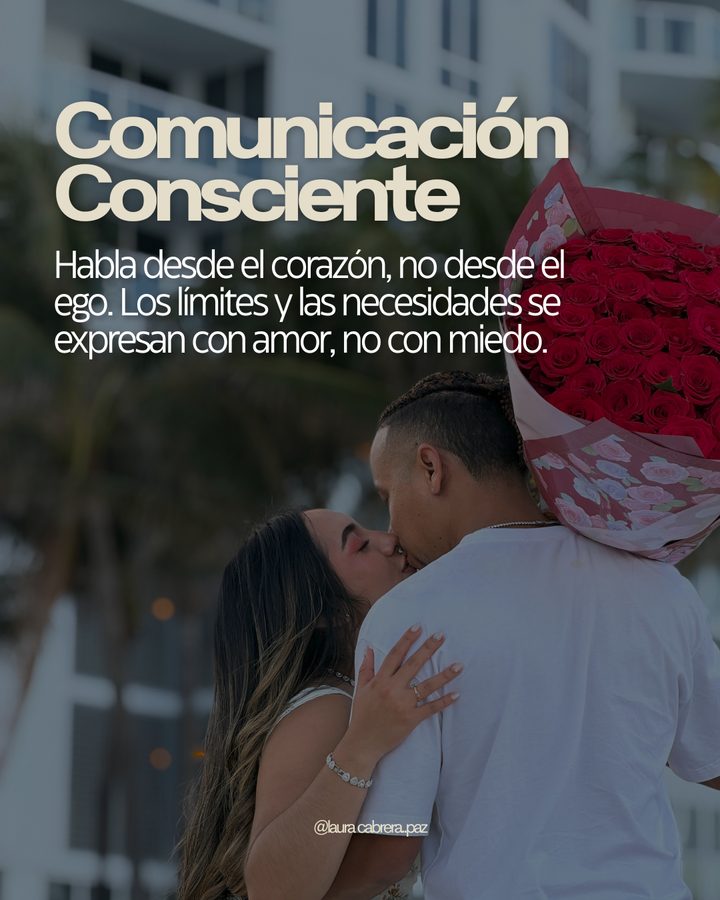 Comunicación
Consciente
Habla desde el corazón, no desde el
ego. Los límites y las necesidades se
expresan con amor, no con miedo.
@laura.cabrera.paz